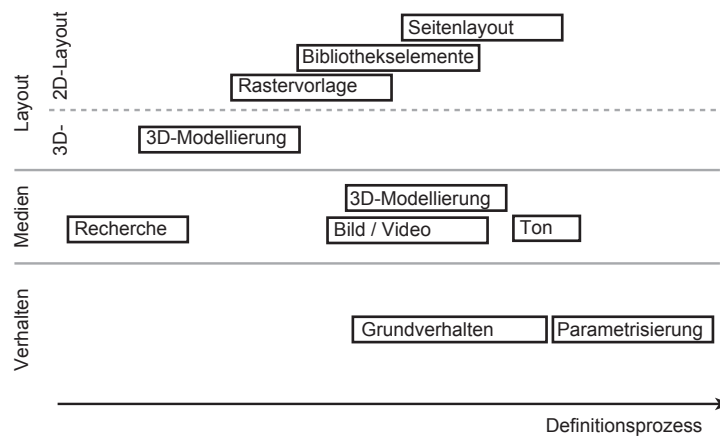 Layout
2D-Layout
Seitenlayout
Bibliothekselemente
Rastervorlage
3D-
3D-Modellierung
Medien
3D-Modellierung
Recherche
Bild / Video
Ton
Verhalten
Grundverhalten
Parametrisierung
Definitionsprozess